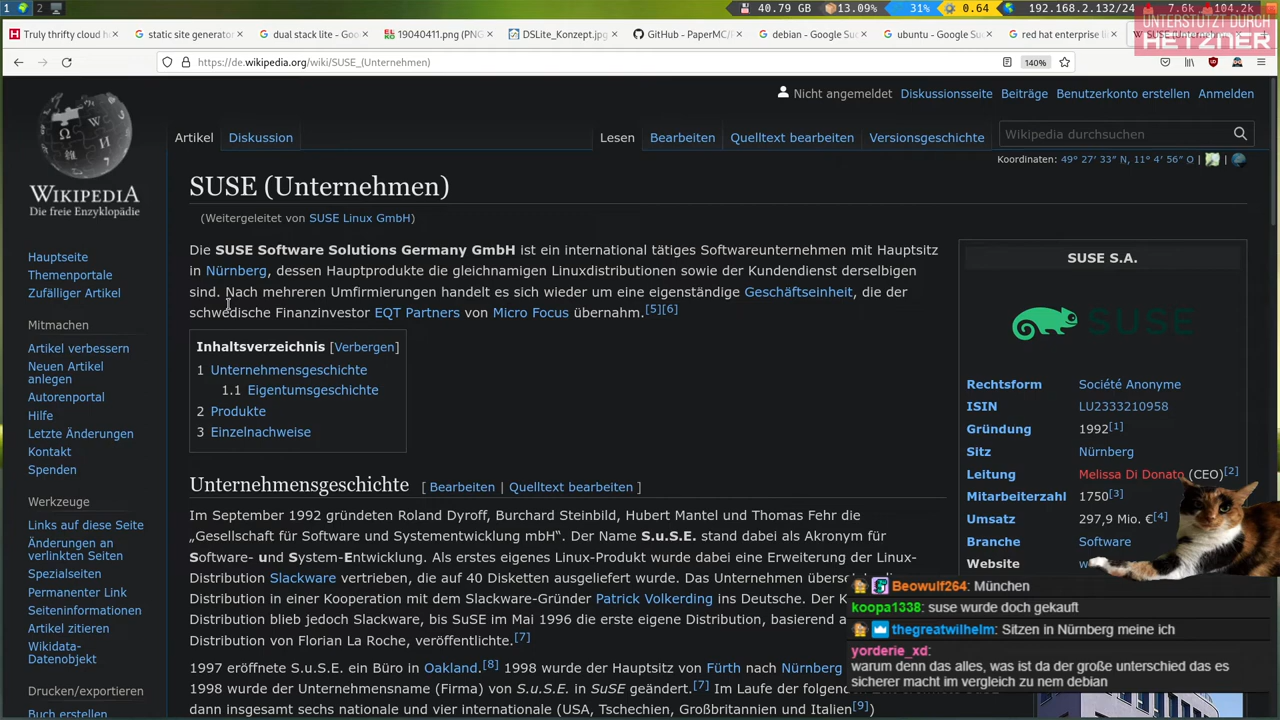 1 2 40.79 GB 13.09% 31% 0.64 192.168.2.132/24 7.6k 104.2k
UNTERSTÜTZT DURCH
HETZNER
Truly thrifty cloud ho static site generator dual stack lite - Goo 19040411.png (PNG DSLite_Konzept.jpg GitHub - PaperMC/ debian - Google Suc ubuntu - Google Su red hat enterprise li
https://de.wikipedia.org/wiki/SUSE_(Unternehmen) 140%
Nicht angemeldet Diskussionsseite Beiträge Benutzerkonto erstellen Anmelden
Artikel Diskussion Lesen Bearbeiten Quelltext bearbeiten Versionsgeschichte Wikipedia durchsuchen
Koordinaten: 49° 27′ 33″ N, 11° 4′ 56″ O
WIKIPEDIA
Die freie Enzyklopädie
Hauptseite
Themenportale
Zufälliger Artikel
Mitmachen
Artikel verbessern
Neuen Artikel
anlegen
Autorenportal
Hilfe
Letzte Änderungen
Kontakt
Spenden
Werkzeuge
Links auf diese Seite
Änderungen an
verlinkten Seiten
Spezialseiten
Permanenter Link
Seiteninformationen
Artikel zitieren
Wikidata-
Datenobjekt
Drucken/exportieren
Buch erstellen
SUSE (Unternehmen)
(Weitergeleitet von SUSE Linux GmbH)
Die SUSE Software Solutions Germany GmbH ist ein international tätiges Softwareunternehmen mit Hauptsitz
in Nürnberg, dessen Hauptprodukte die gleichnamigen Linuxdistributionen sowie der Kundendienst derselbigen
sind. Nach mehreren Umfirmierungen handelt es sich wieder um eine eigenständige Geschäftseinheit, die der
schwedische Finanzinvestor EQT Partners von Micro Focus übernahm.[5][6]
Inhaltsverzeichnis [Verbergen]
1 Unternehmensgeschichte
1.1 Eigentumsgeschichte
2 Produkte
3 Einzelnachweise
Unternehmensgeschichte [ Bearbeiten | Quelltext bearbeiten ]
Im September 1992 gründeten Roland Dyroff, Burchard Steinbild, Hubert Mantel und Thomas Fehr die
„Gesellschaft für Software und Systementwicklung mbH“. Der Name S.u.S.E. stand dabei als Akronym für
Software- und System-Entwicklung. Als erstes eigenes Linux-Produkt wurde dabei eine Erweiterung der Linux-
Distribution Slackware vertrieben, die auf 40 Disketten ausgeliefert wurde. Das Unternehmen überse
Distribution in einer Kooperation mit dem Slackware-Gründer Patrick Volkerding ins Deutsche. Der K
Distribution blieb jedoch Slackware, bis SuSE im Mai 1996 die erste eigene Distribution, basierend a
Distribution von Florian La Roche, veröffentlichte.[7]
1997 eröffnete S.u.S.E. ein Büro in Oakland.[8] 1998 wurde der Hauptsitz von Fürth nach Nürnberg
1998 wurde der Unternehmensname (Firma) von S.u.S.E. in SuSE geändert.[7] Im Laufe der folgen
dann insgesamt sechs nationale und vier internationale (USA, Tschechien, Großbritannien und Italien[9])
SUSE S.A.
SUSE
Rechtsform Société Anonyme
ISIN LU2333210958
Gründung 1992[1]
Sitz Nürnberg
Leitung Melissa Di Donato (CEO)[2]
Mitarbeiterzahl 1750[3]
Umsatz 297,9 Mio. €[4]
Branche Software
Website
Beowulf264: München
koopa1338: suse wurde doch gekauft
thegreatwilhelm: Sitzen in Nürnberg meine ich
yorderie_xd:
warum denn das alles, was ist da der große unterschied das es
sicherer macht im vergleich zu nem debian